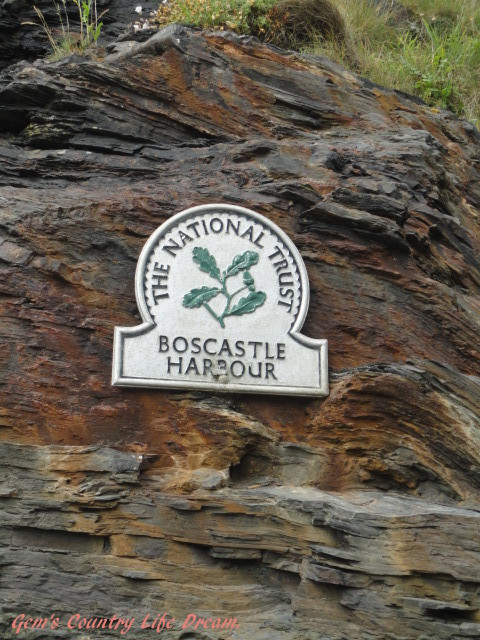 THE NATIONAL TRUST
BOSCASTLE
HARBOUR
Gem's Country Life Dream.